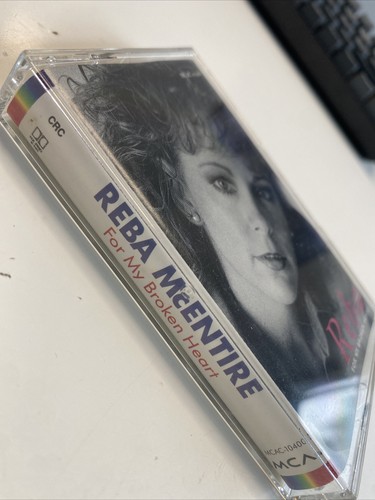 CRC
REBA McENTIRE
For My Broken Heart
MCAC-10400
MCA